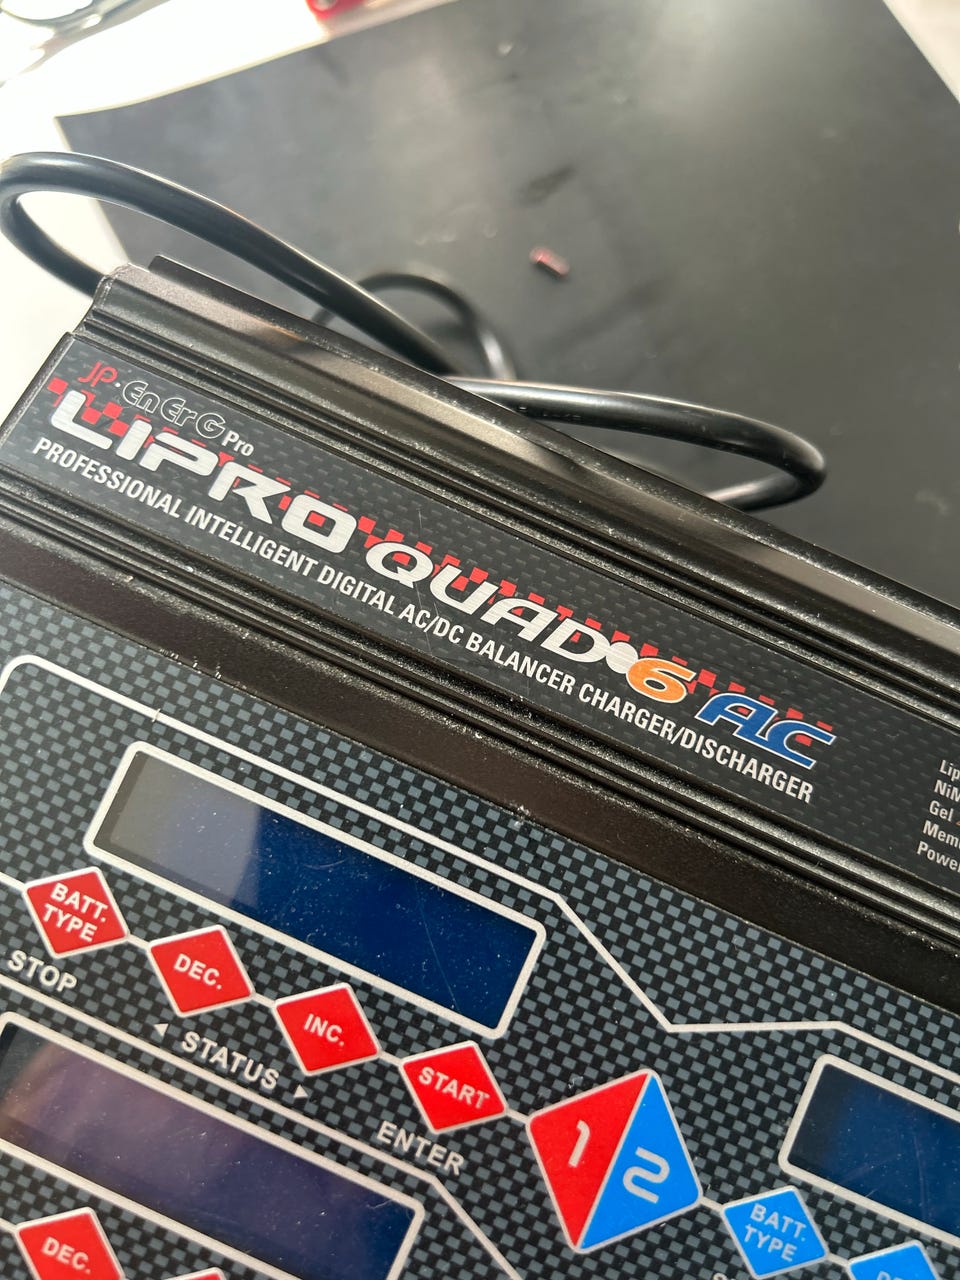 JP·EnErG Pro
LIPRO QUAD•6 AC
PROFESSIONAL INTELLIGENT DIGITAL AC/DC BALANCER CHARGER/DISCHARGER
Gel
BATT.
TYPE
DEC.
INC.
START
STOP
◄ STATUS ►
ENTER
1
2
BATT.
TYPE
DEC.